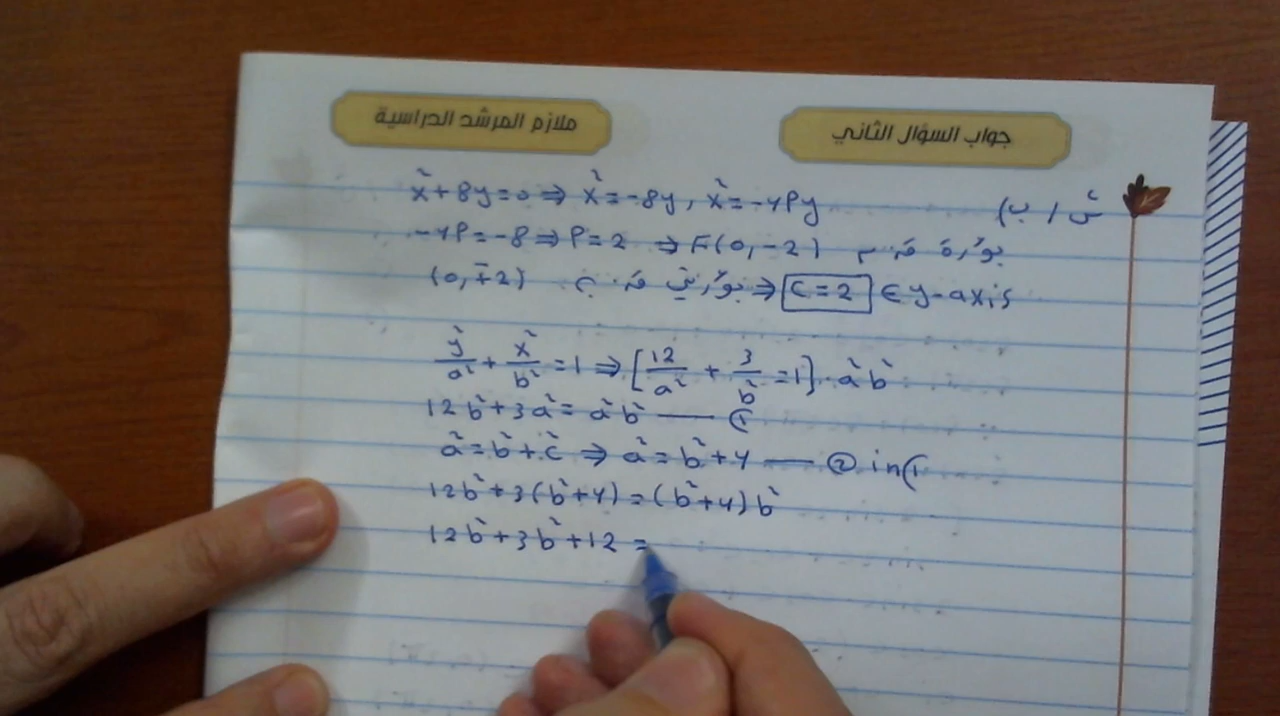 ملازم المرشد الدراسية
جواب السؤال الثاني
x² + 8y = 0 ⇒ x² = -8y , x² = -4Py
س2 / ب)
-4P = -8 ⇒ P = 2 ⇒ F(0, -2) بؤرة ق.م
(0, ∓2) بؤرتي ق.ن ⇒ C = 2 ∈ y-axis
y²/a² + x²/b² = 1 ⇒ [12/a² + 3/b² = 1] · a²b²
12b² + 3a² = a²b² —— ①
a² = b² + c² ⇒ a² = b² + 4 —— ② in ①
12b² + 3(b² + 4) = (b² + 4)b²
12b² + 3b² + 12 =